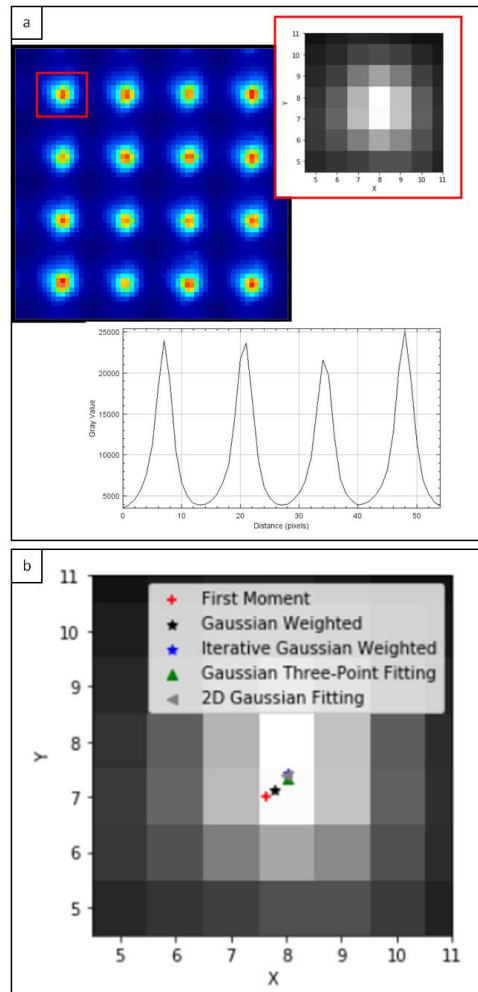 a
11
10
9
8
7
6
5
Y
5 6 7 8 9 10 11
X
25000
20000
15000
10000
5000
Gray Value
0 10 20 30 40 50
Distance (pixels)
b
11
10
9
8
7
6
5
Y
First Moment
Gaussian Weighted
Iterative Gaussian Weighted
Gaussian Three-Point Fitting
2D Gaussian Fitting
5 6 7 8 9 10 11
X